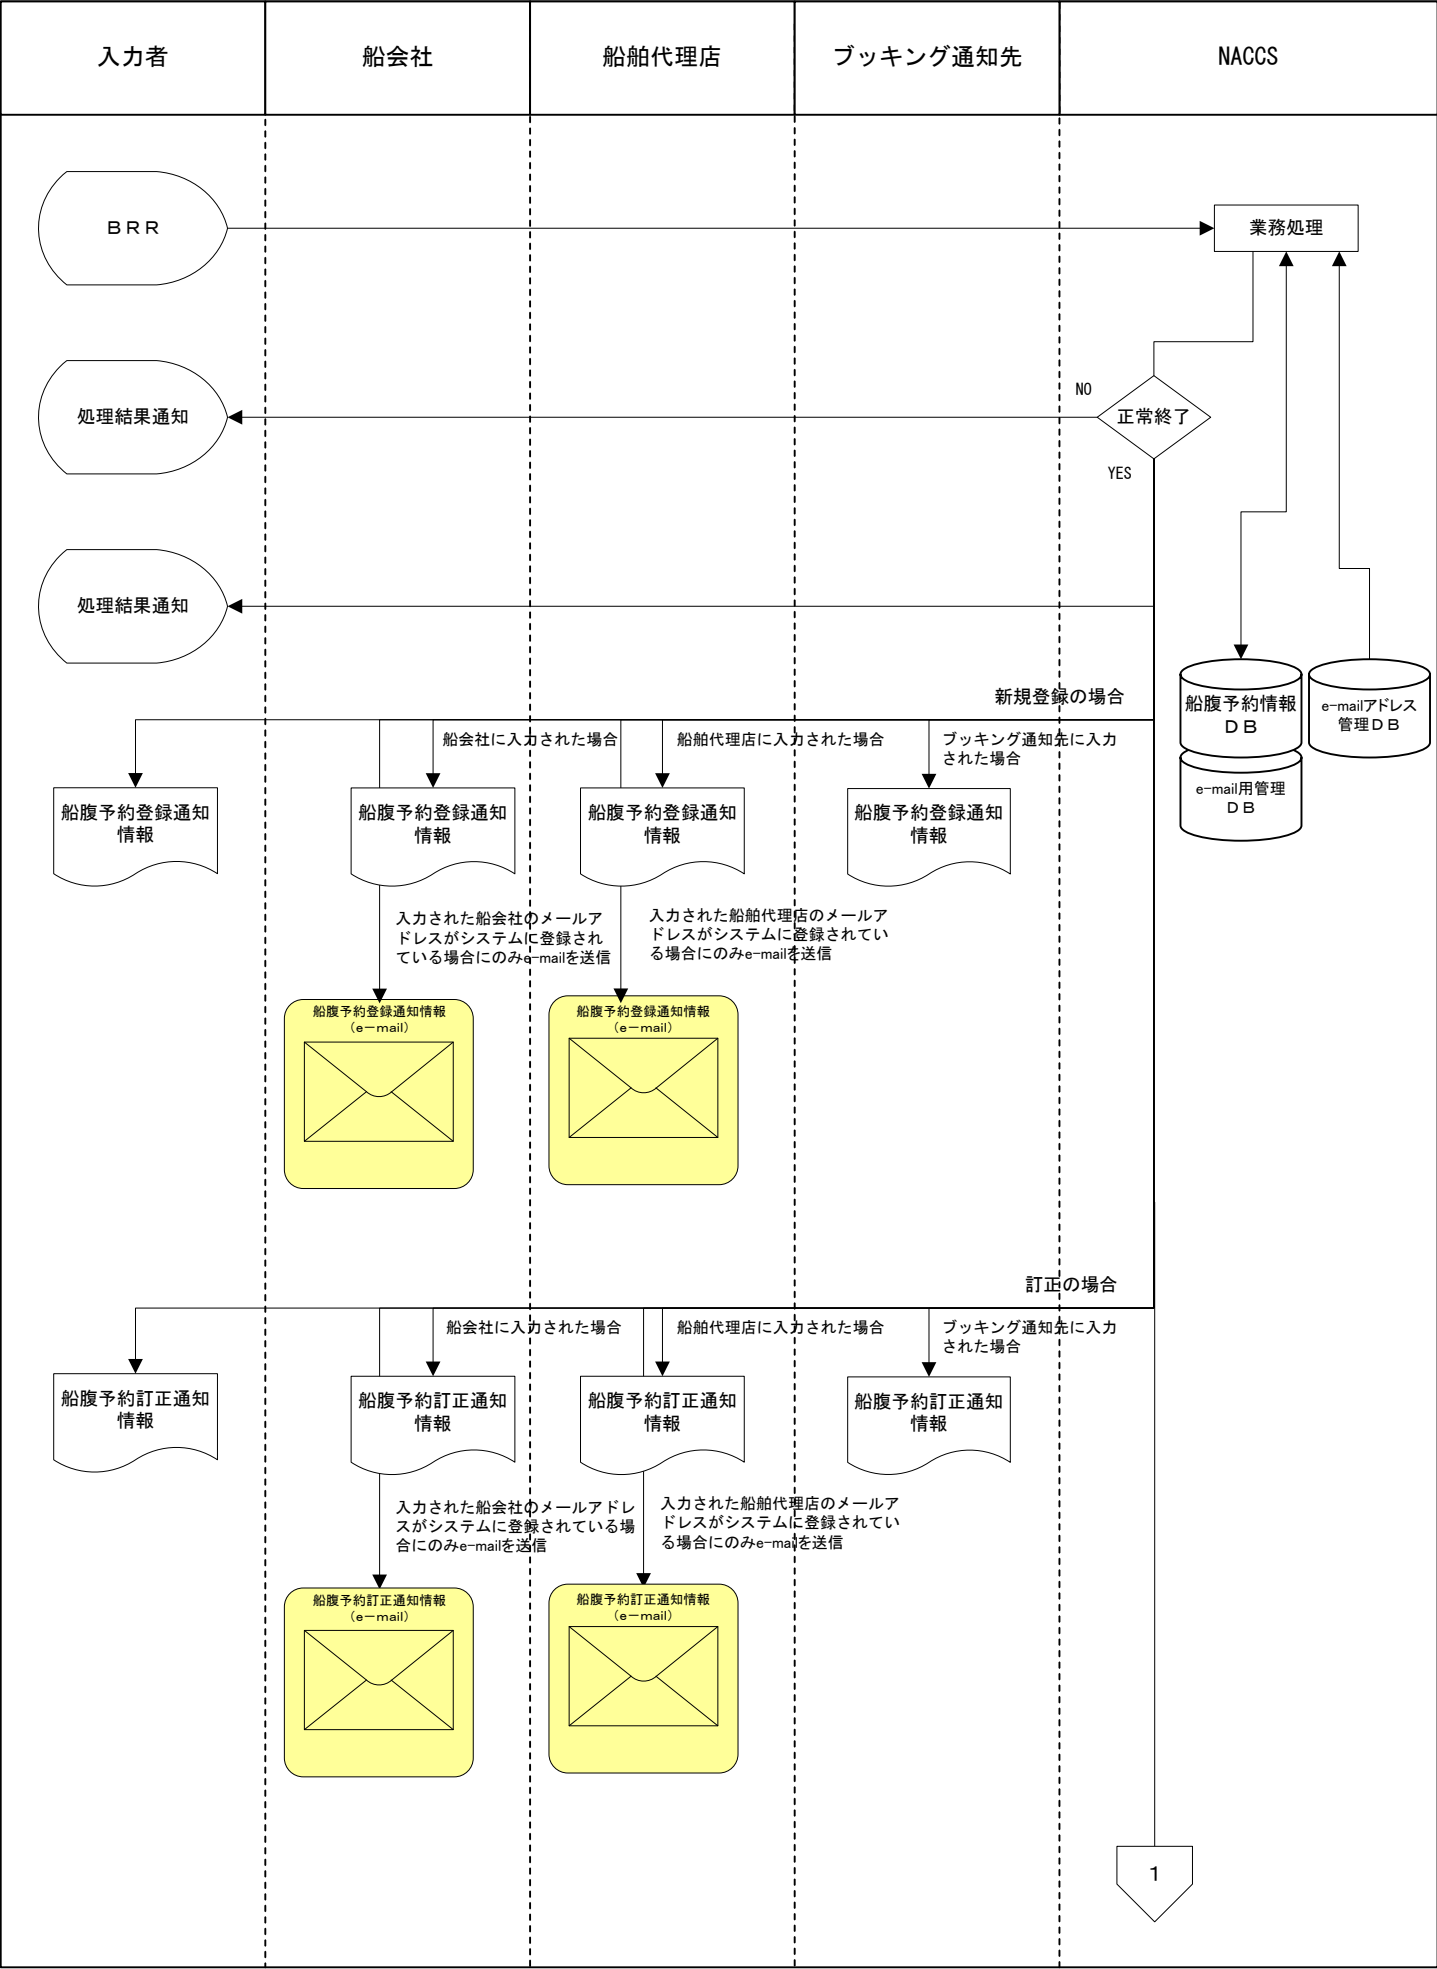 入力者
船会社
船舶代理店
ブッキング通知先
NACCS
ＢＲＲ
業務処理
処理結果通知
NO
正常終了
YES
処理結果通知
船腹予約情報
ＤＢ
e-mailアドレス
管理ＤＢ
e-mail用管理
ＤＢ
新規登録の場合
船会社に入力された場合
船舶代理店に入力された場合
ブッキング通知先に入力
された場合
船腹予約登録通知
情報
船腹予約登録通知
情報
船腹予約登録通知
情報
船腹予約登録通知
情報
入力された船会社のメールア
ドレスがシステムに登録され
ている場合にのみe-mailを送信
入力された船舶代理店のメールア
ドレスがシステムに登録されてい
る場合にのみe-mailを送信
船腹予約登録通知情報
（ｅ－mail）
船腹予約登録通知情報
（ｅ－mail）
訂正の場合
船会社に入力された場合
船舶代理店に入力された場合
ブッキング通知先に入力
された場合
船腹予約訂正通知
情報
船腹予約訂正通知
情報
船腹予約訂正通知
情報
船腹予約訂正通知
情報
入力された船会社のメールアドレ
スがシステムに登録されている場
合にのみe-mailを送信
入力された船舶代理店のメールア
ドレスがシステムに登録されてい
る場合にのみe-mailを送信
船腹予約訂正通知情報
（ｅ－mail）
船腹予約訂正通知情報
（ｅ－mail）
１